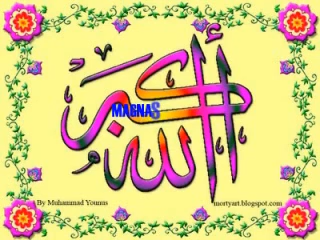 الله أكبر
MAGNAS
By Muhammad Younus
mortyart.blogspot.com